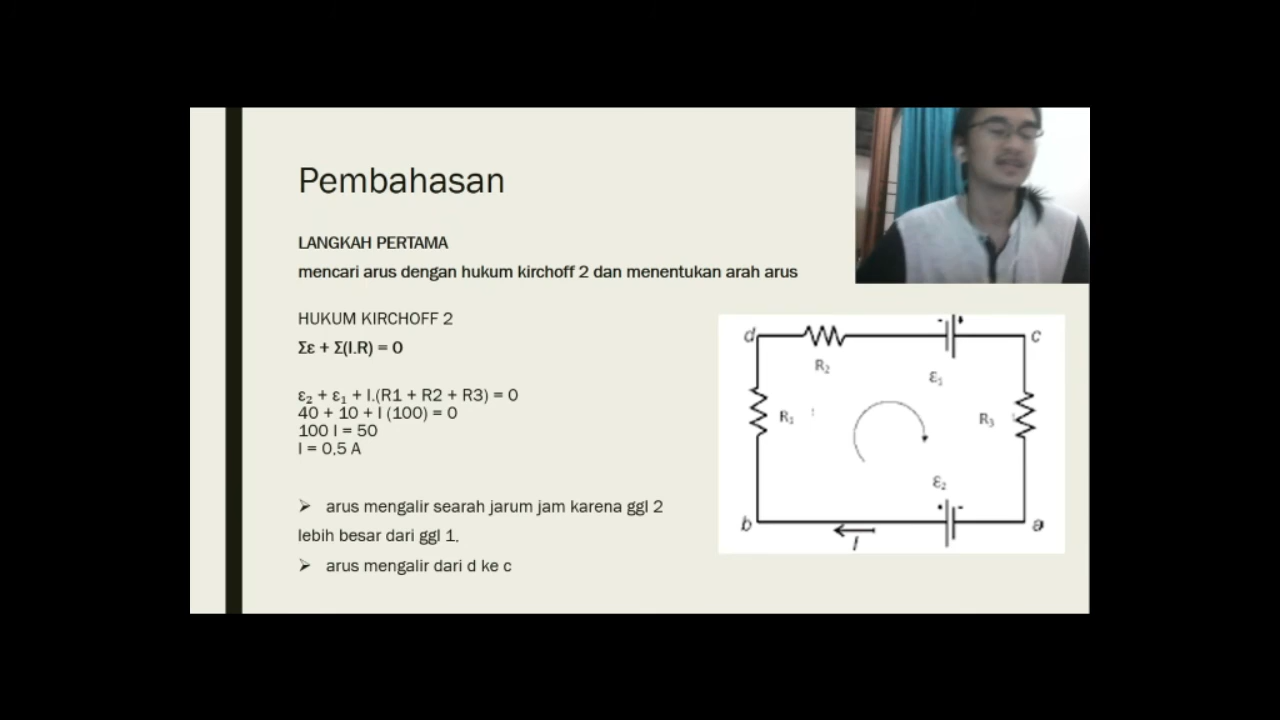 Pembahasan
LANGKAH PERTAMA
mencari arus dengan hukum kirchoff 2 dan menentukan arah arus
HUKUM KIRCHOFF 2
Σε + Σ(I.R) = 0
ε₂ + ε₁ + I.(R1 + R2 + R3) = 0
40 + 10 + I (100) = 0
100 I = 50
I = 0,5 A
➢ arus mengalir searah jarum jam karena ggl 2
lebih besar dari ggl 1.
➢ arus mengalir dari d ke c
- +
d
c
R₂
ε₁
R₁
R₃
ε₂
+ -
b
a
I